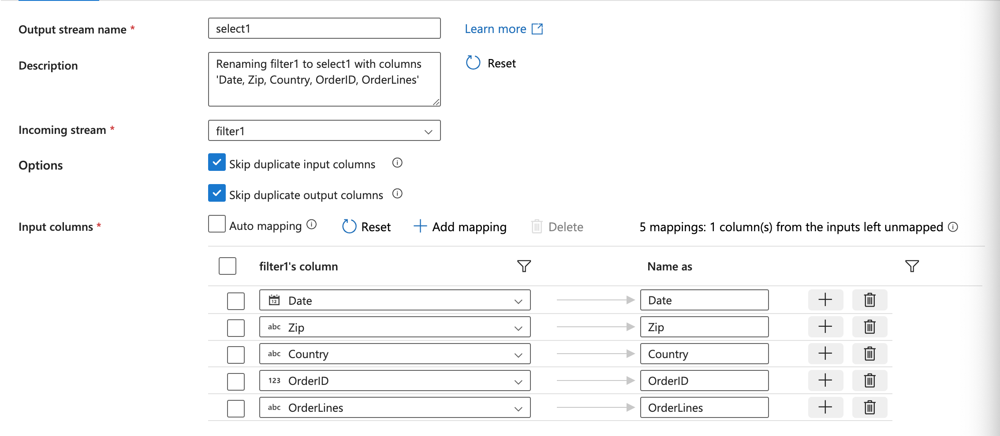 Output stream name *
select1
Learn more
Description
Renaming filter1 to select1 with columns
'Date, Zip, Country, OrderID, OrderLines'
Reset
Incoming stream *
filter1
Options
Skip duplicate input columns
Skip duplicate output columns
Input columns *
Auto mapping
Reset
Add mapping
Delete
5 mappings: 1 column(s) from the inputs left unmapped
filter1's column
Name as
12 Date
Date
abc Zip
Zip
abc Country
Country
123 OrderID
OrderID
abc OrderLines
OrderLines